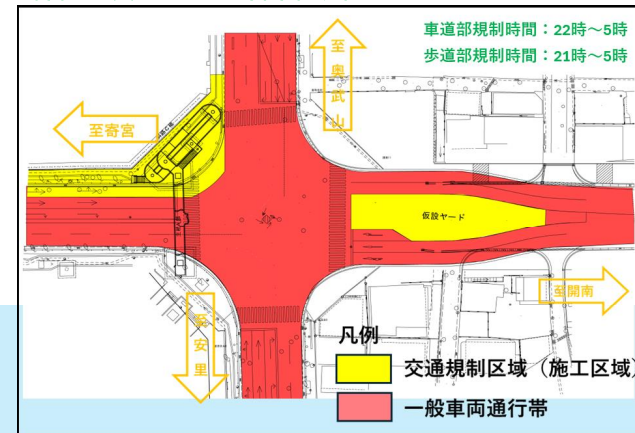 車道部規制時間：22時～5時
歩道部規制時間：21時～5時
至奥武山
至寄宮
仮設ヤード
至開南
至安里
凡例
交通規制区域（施工区域）
一般車両通行帯